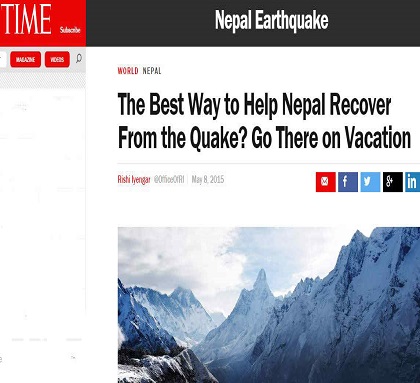 TIME
Subscribe
MAGAZINE
VIDEOS
Nepal Earthquake
WORLD NEPAL
The Best Way to Help Nepal Recover
From the Quake? Go There on Vacation
Rishi Iyengar @OfficeOfRI May 8, 2015
f
g+
in